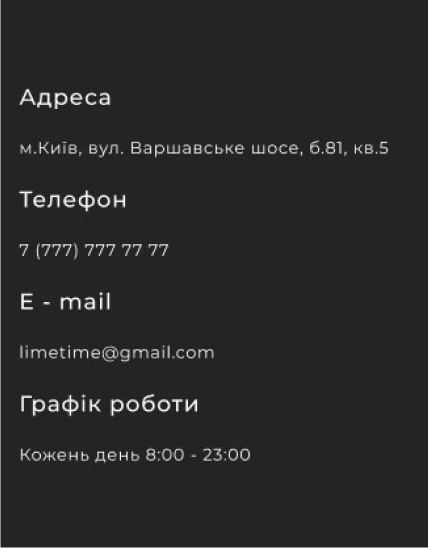 Адреса
м.Київ, вул. Варшавське шосе, б.81, кв.5
Телефон
7 (777) 777 77 77
E - mail
limetime@gmail.com
Графік роботи
Кожень день 8:00 - 23:00